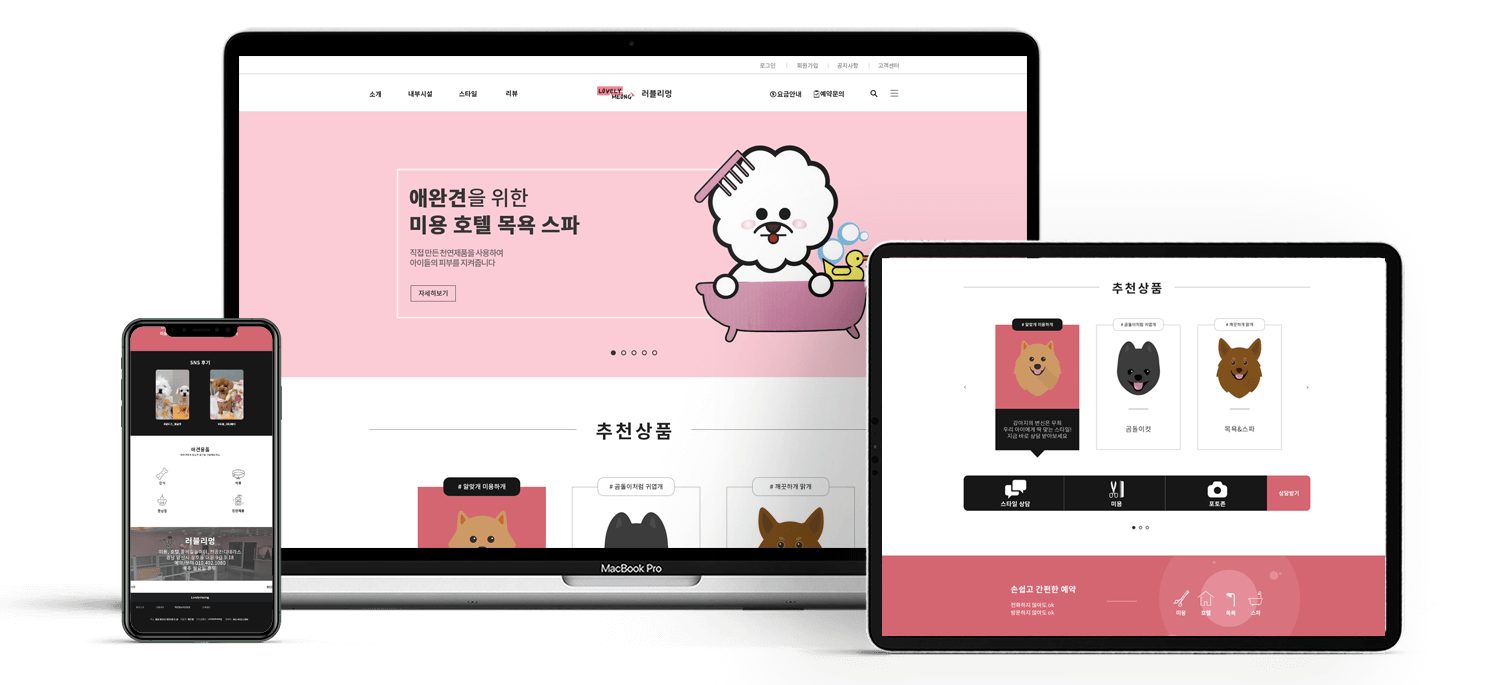 로그인 | 회원가입 | 공지사항 | 고객센터
소개 내부시설 스타일 리뷰
LOVELY
MEONG
러블리멍
요금안내 예약문의
애완견을 위한
미용 호텔 목욕 스파
직접 만든 천연제품을 사용하여
아이들의 피부를 지켜줍니다
자세히보기
추천상품
# 알맞게 미용하게
# 곰돌이처럼 귀엽개
# 깨끗하게 맑개
MacBook Pro
SNS 후기
애견용품
간식
러블리멍
추천상품
# 알맞게 미용하게
# 곰돌이처럼 귀엽개
# 깨끗하게 맑개
강아지의 변신은 무죄
우리 아이에게 딱 맞는 스타일!
지금 바로 상담 받아보세요
곰돌이컷
목욕&스파
스타일 상담
미용
포토존
상담받기
손쉽고 간편한 예약
전화하지 않아도 ok
방문하지 않아도 ok
미용 호텔 목욕 스파